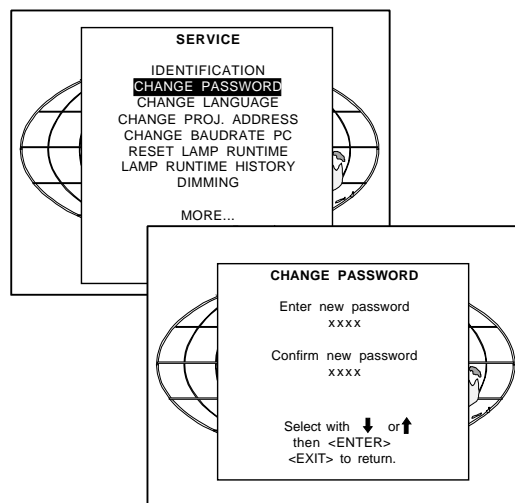 SERVICE
IDENTIFICATION
CHANGE PASSWORD
CHANGE LANGUAGE
CHANGE PROJ. ADDRESS
CHANGE BAUDRATE PC
RESET LAMP RUNTIME
LAMP RUNTIME HISTORY
DIMMING
MORE...
CHANGE PASSWORD
Enter new password
xxxx
Confirm new password
xxxx
Select with ⬇ or ⬆
then <ENTER>
<EXIT> to return.